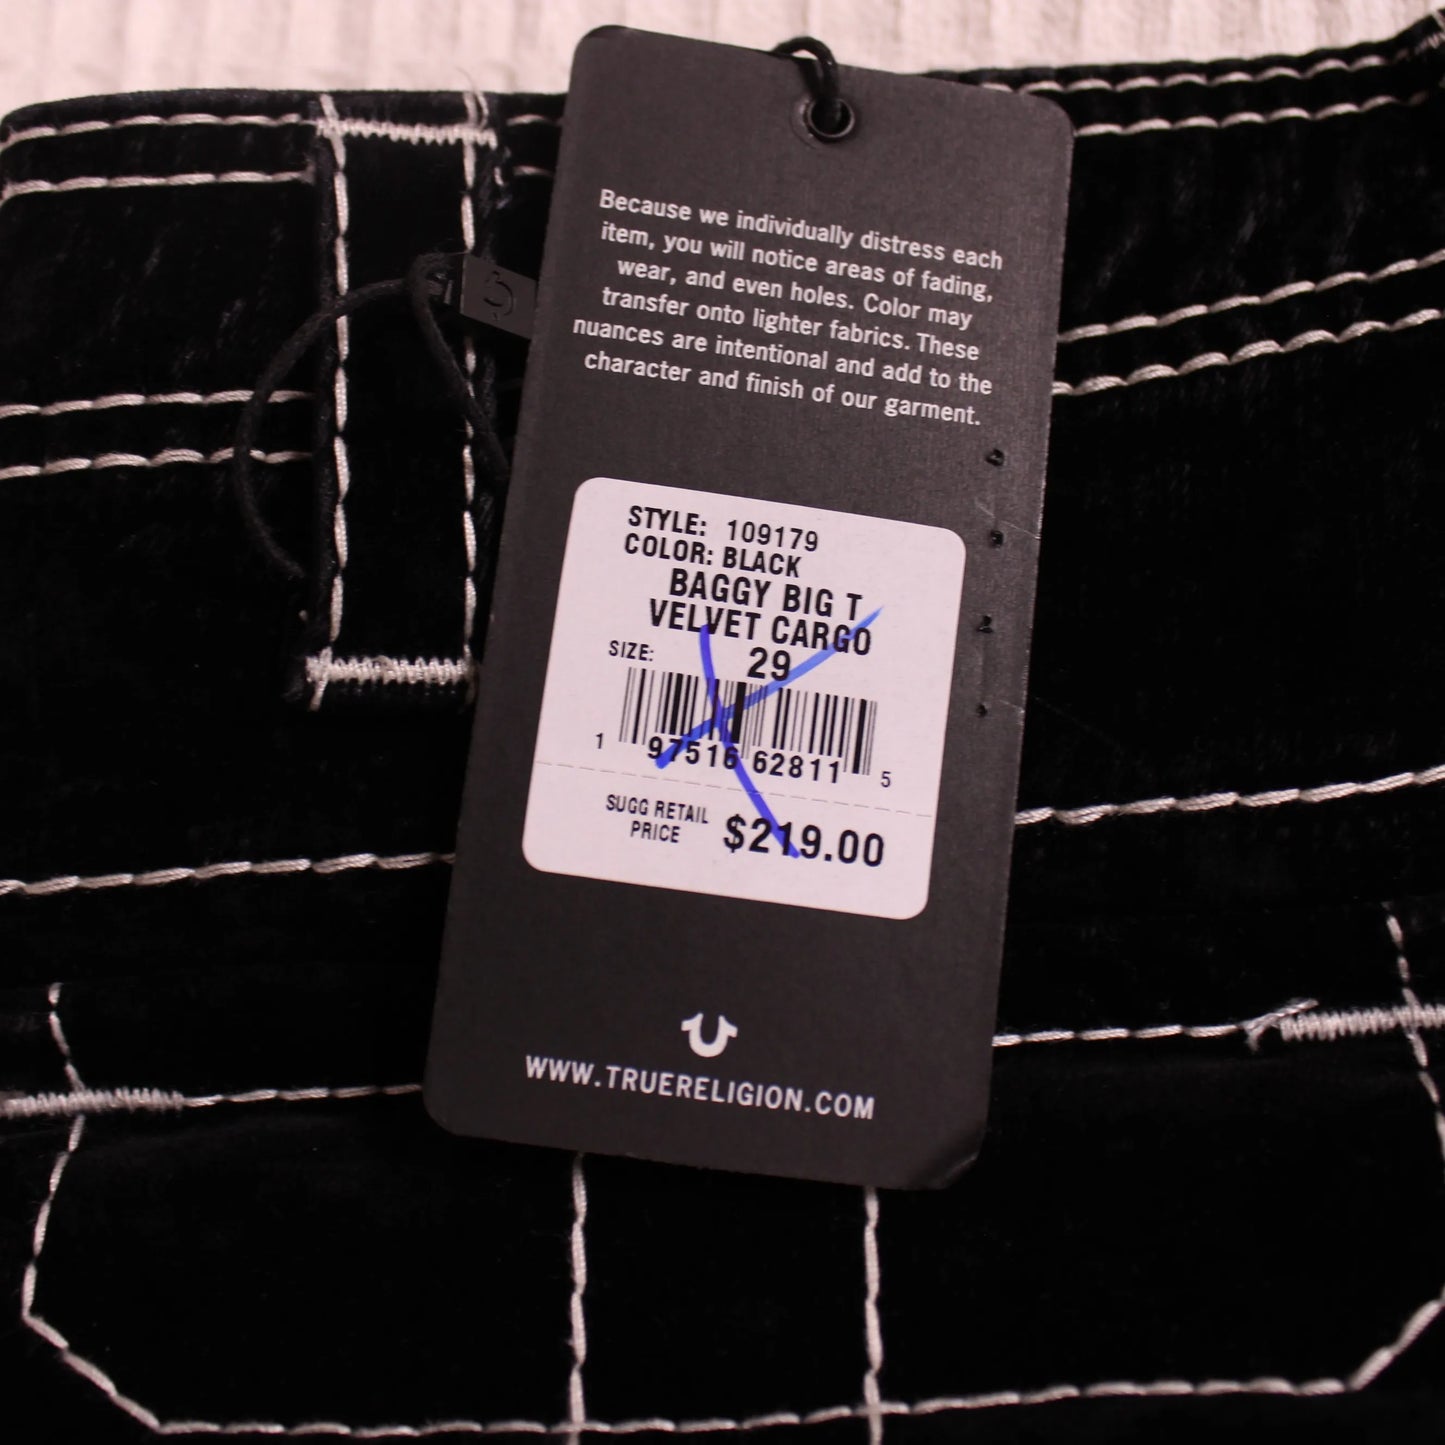 Because we individually distress each
item, you will notice areas of fading,
wear, and even holes. Color may
transfer onto lighter fabrics. These
nuances are intentional and add to the
character and finish of our garment.
STYLE: 109179
COLOR: BLACK
BAGGY BIG T
VELVET CARGO
SIZE: 29
1 97516 62811 5
SUGG RETAIL
PRICE $219.00
WWW.TRUERELIGION.COM